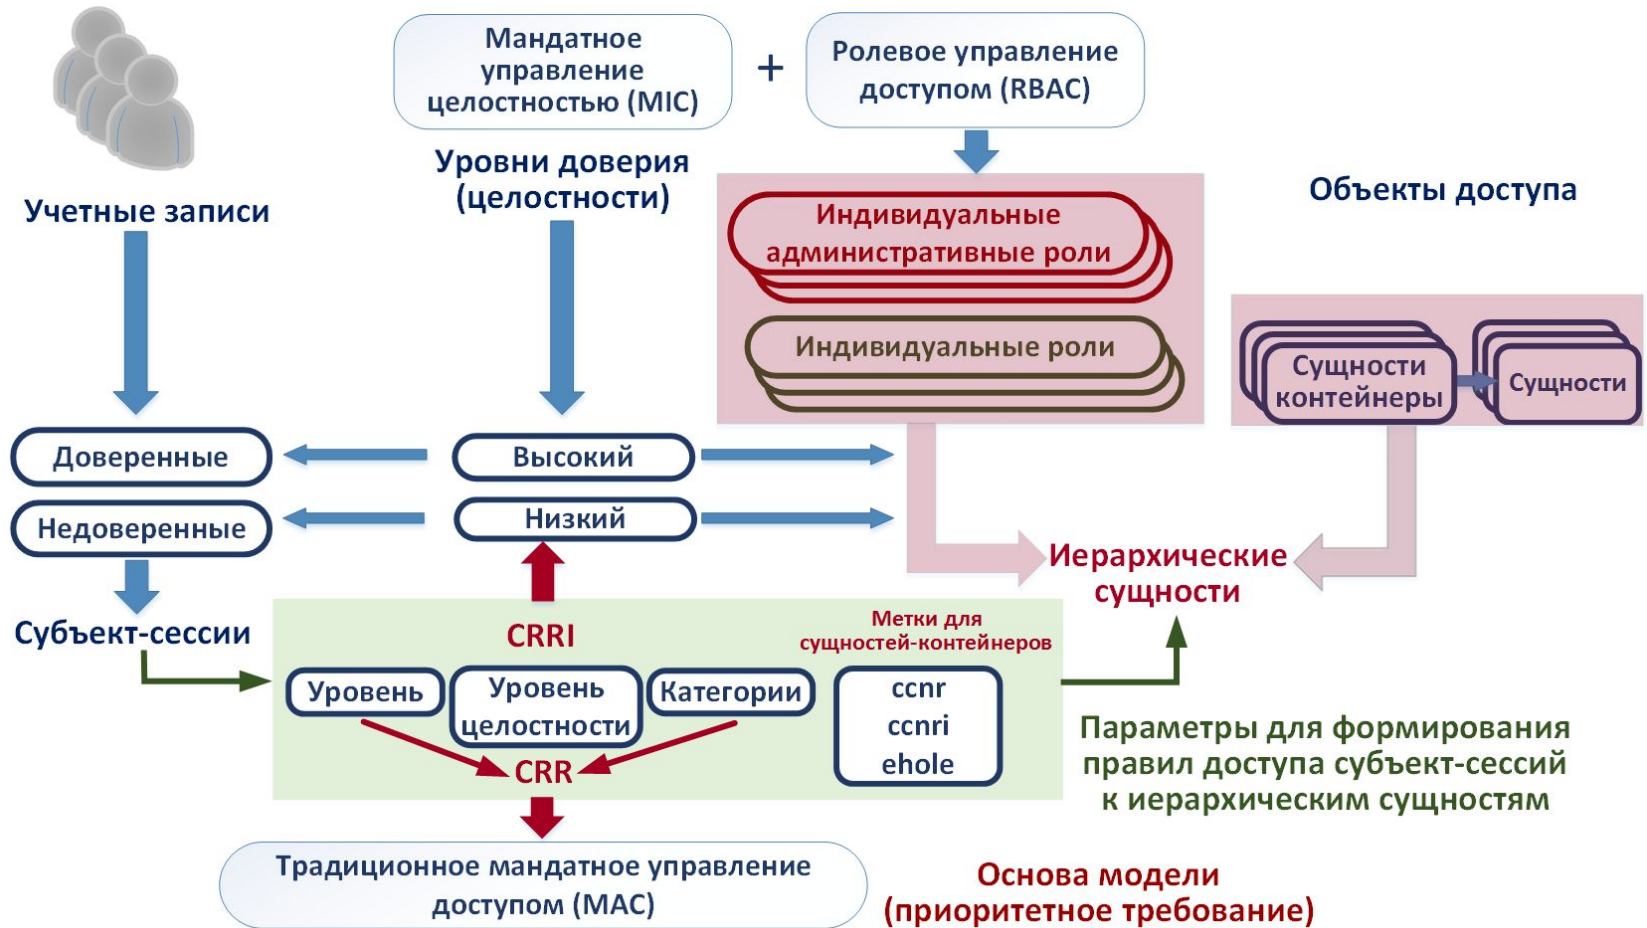 Мандатное
управление
целостностью (MIC)
+
Ролевое управление
доступом (RBAC)
Учетные записи
Уровни доверия
(целостности)
Индивидуальные
административные роли
Индивидуальные роли
Объекты доступа
Сущности
контейнеры
Сущности
Доверенные
Высокий
Недоверенные
Низкий
Иерархические
сущности
Субъект-сессии
CRRI
Метки для
сущностей-контейнеров
Уровень
Уровень
целостности
Категории
ccnr
ccnri
ehole
CRR
Параметры для формирования
правил доступа субъект-сессий
к иерархическим сущностям
Традиционное мандатное управление
доступом (MAC)
Основа модели
(приоритетное требование)